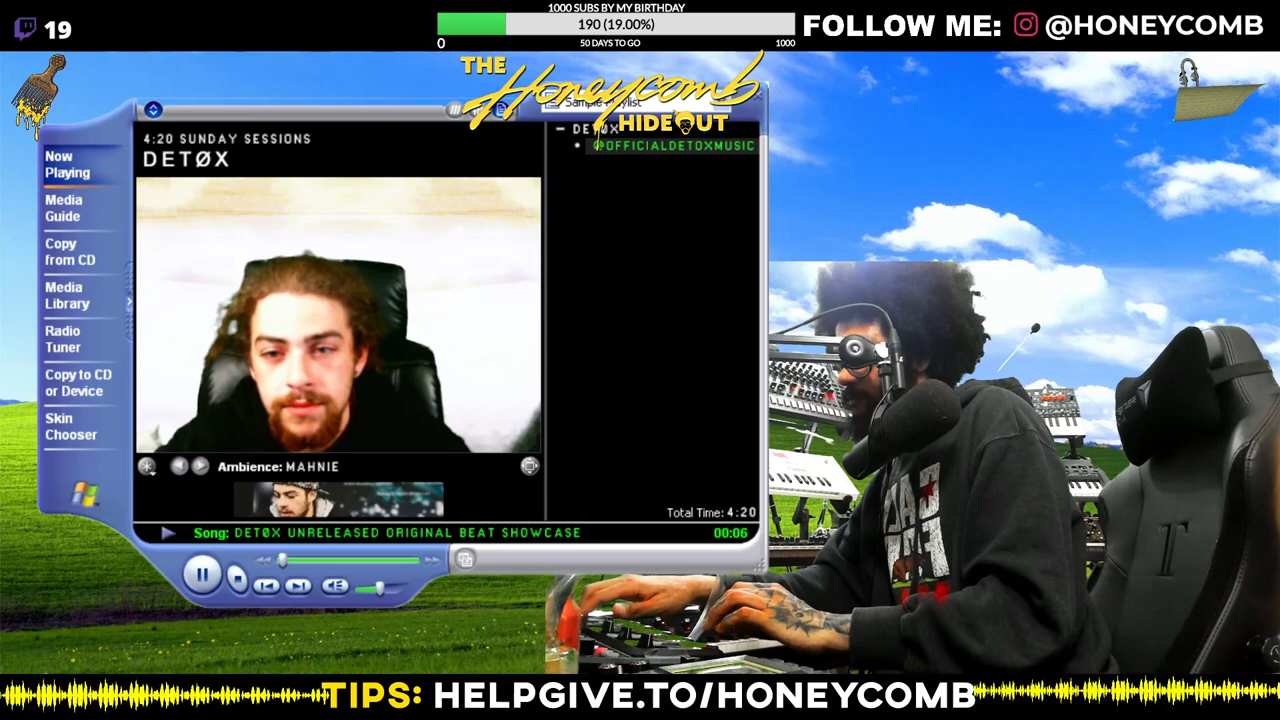 19
1000 SUBS BY MY BIRTHDAY
190 (19.00%)
0
50 DAYS TO GO
1000
FOLLOW ME: @HONEYCOMB
THE
Honeycomb
HIDEOUT
Sample Playlist
4:20 SUNDAY SESSIONS
DETØX
DETØX
@OFFICIALDETOXMUSIC
Now
Playing
Media
Guide
Copy
from CD
Media
Library
Radio
Tuner
Copy to CD
or Device
Skin
Chooser
Ambience: MAHNIE
Total Time: 4:20
Song: DETØX UNRELEASED ORIGINAL BEAT SHOWCASE
00:06
T
TIPS: HELPGIVE.TO/HONEYCOMB